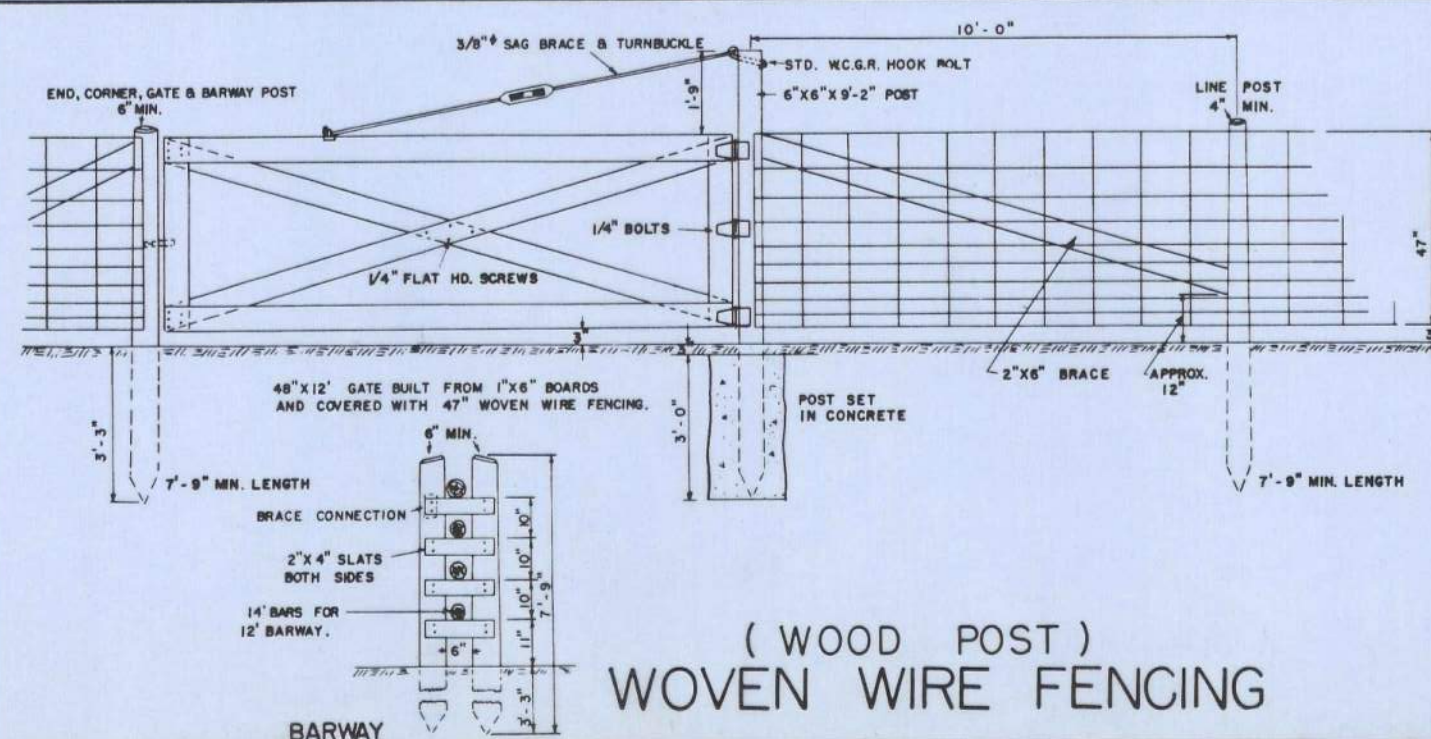 10'-0"
3/8"ϕ SAG BRACE & TURNBUCKLE
STD. W.C.G.R. HOOK BOLT
6"X6"X9'-2" POST
1'-9"
END, CORNER, GATE & BARWAY POST
6" MIN.
LINE POST
4" MIN.
1/4" BOLTS
1/4" FLAT HD. SCREWS
47"
3"
2"X6" BRACE
APPROX.
12"
48"X12' GATE BUILT FROM 1"X6" BOARDS
AND COVERED WITH 47" WOVEN WIRE FENCING.
POST SET
IN CONCRETE
3'-3"
3'-0"
7'-9" MIN. LENGTH
7'-9" MIN. LENGTH
6" MIN.
BRACE CONNECTION
2"X4" SLATS
BOTH SIDES
14' BARS FOR
12' BARWAY.
10"
10"
10"
11"
7'-9"
6"
3'-3"
BARWAY
(WOOD POST)
WOVEN WIRE FENCING